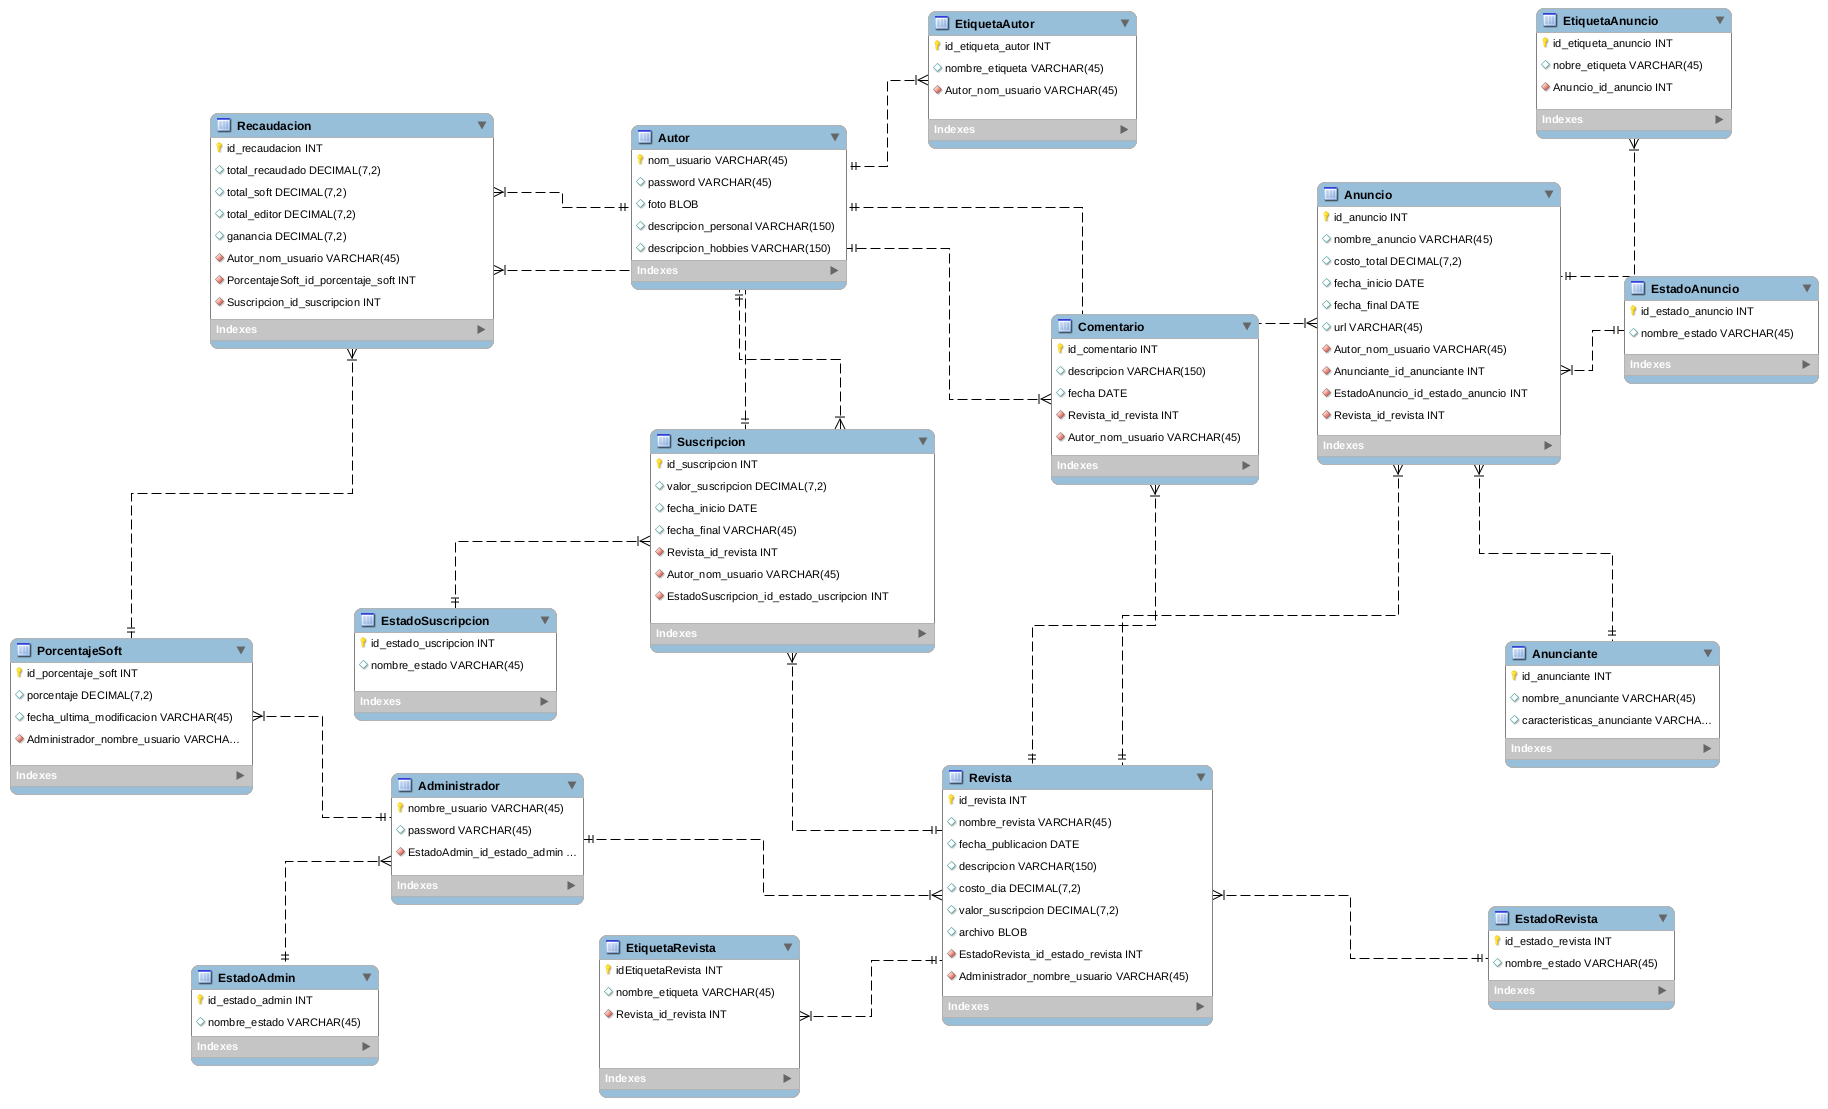 EtiquetaAutor
id_etiqueta_autor INT
nombre_etiqueta VARCHAR(45)
Autor_nom_usuario VARCHAR(45)
Indexes
EtiquetaAnuncio
id_etiqueta_anuncio INT
nobre_etiqueta VARCHAR(45)
Anuncio_id_anuncio INT
Indexes
Recaudacion
id_recaudacion INT
total_recaudado DECIMAL(7,2)
total_soft DECIMAL(7,2)
total_editor DECIMAL(7,2)
ganancia DECIMAL(7,2)
Autor_nom_usuario VARCHAR(45)
PorcentajeSoft_id_porcentaje_soft INT
Suscripcion_id_suscripcion INT
Indexes
Autor
nom_usuario VARCHAR(45)
password VARCHAR(45)
foto BLOB
descripcion_personal VARCHAR(150)
descripcion_hobbies VARCHAR(150)
Indexes
Anuncio
id_anuncio INT
nombre_anuncio VARCHAR(45)
costo_total DECIMAL(7,2)
fecha_inicio DATE
fecha_final DATE
url VARCHAR(45)
Autor_nom_usuario VARCHAR(45)
Anunciante_id_anunciante INT
EstadoAnuncio_id_estado_anuncio INT
Revista_id_revista INT
Indexes
EstadoAnuncio
id_estado_anuncio INT
nombre_estado VARCHAR(45)
Indexes
Comentario
id_comentario INT
descripcion VARCHAR(150)
fecha DATE
Revista_id_revista INT
Autor_nom_usuario VARCHAR(45)
Indexes
Suscripcion
id_suscripcion INT
valor_suscripcion DECIMAL(7,2)
fecha_inicio DATE
fecha_final VARCHAR(45)
Revista_id_revista INT
Autor_nom_usuario VARCHAR(45)
EstadoSuscripcion_id_estado_uscripcion INT
Indexes
EstadoSuscripcion
id_estado_uscripcion INT
nombre_estado VARCHAR(45)
Indexes
PorcentajeSoft
id_porcentaje_soft INT
porcentaje DECIMAL(7,2)
fecha_ultima_modificacion VARCHAR(45)
Administrador_nombre_usuario VARCHA...
Indexes
Anunciante
id_anunciante INT
nombre_anunciante VARCHAR(45)
caracteristicas_anunciante VARCHA...
Indexes
Administrador
nombre_usuario VARCHAR(45)
password VARCHAR(45)
EstadoAdmin_id_estado_admin ...
Indexes
Revista
id_revista INT
nombre_revista VARCHAR(45)
fecha_publicacion DATE
descripcion VARCHAR(150)
costo_dia DECIMAL(7,2)
valor_suscripcion DECIMAL(7,2)
archivo BLOB
EstadoRevista_id_estado_revista INT
Administrador_nombre_usuario VARCHAR(45)
Indexes
EstadoRevista
id_estado_revista INT
nombre_estado VARCHAR(45)
Indexes
EtiquetaRevista
idEtiquetaRevista INT
nombre_etiqueta VARCHAR(45)
Revista_id_revista INT
Indexes
EstadoAdmin
id_estado_admin INT
nombre_estado VARCHAR(45)
Indexes